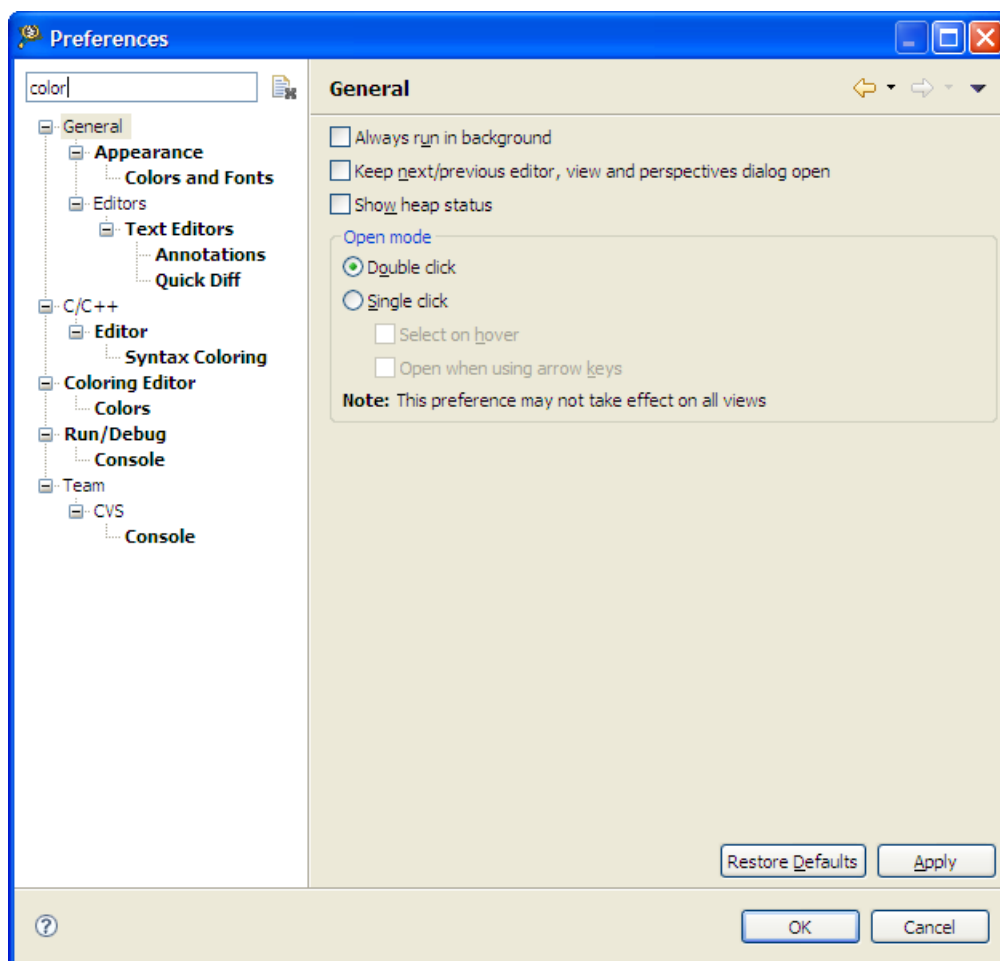 Preferences
color
General
Appearance
Colors and Fonts
Editors
Text Editors
Annotations
Quick Diff
C/C++
Editor
Syntax Coloring
Coloring Editor
Colors
Run/Debug
Console
Team
CVS
Console
General
Always run in background
Keep next/previous editor, view and perspectives dialog open
Show heap status
Open mode
Double click
Single click
Select on hover
Open when using arrow keys
Note: This preference may not take effect on all views
Restore Defaults Apply
OK Cancel